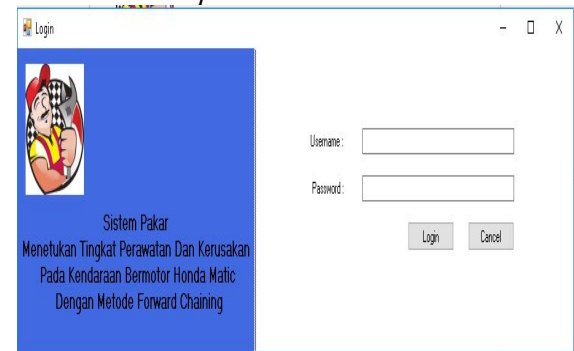 Login
Username :
Password :
Login
Cancel
Sistem Pakar
Menetukan Tingkat Perawatan Dan Kerusakan
Pada Kendaraan Bermotor Honda Matic
Dengan Metode Forward Chaining